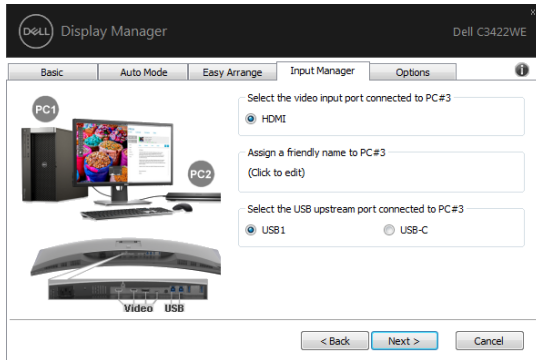 DELL Display Manager
Dell C3422WE
Basic
Auto Mode
Easy Arrange
Input Manager
Options
PC1
PC2
Video USB
Select the video input port connected to PC#3
HDMI
Assign a friendly name to PC#3
(Click to edit)
Select the USB upstream port connected to PC#3
USB1
USB-C
< Back
Next >
Cancel